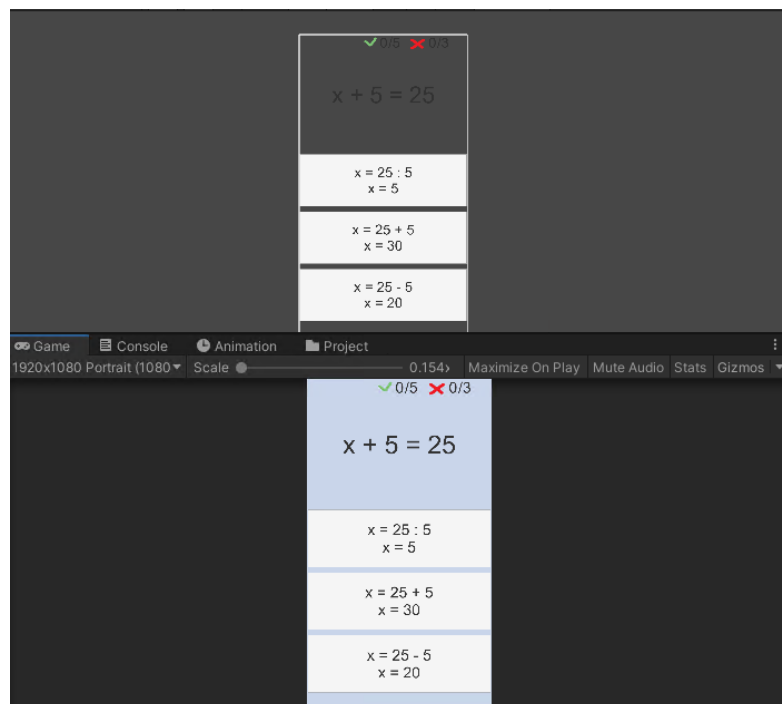 0/5 0/3
x + 5 = 25
x = 25 : 5
x = 5
x = 25 + 5
x = 30
x = 25 - 5
x = 20
Game Console Animation Project
1920x1080 Portrait (1080 Scale 0.154x Maximize On Play Mute Audio Stats Gizmos
0/5 0/3
x + 5 = 25
x = 25 : 5
x = 5
x = 25 + 5
x = 30
x = 25 - 5
x = 20